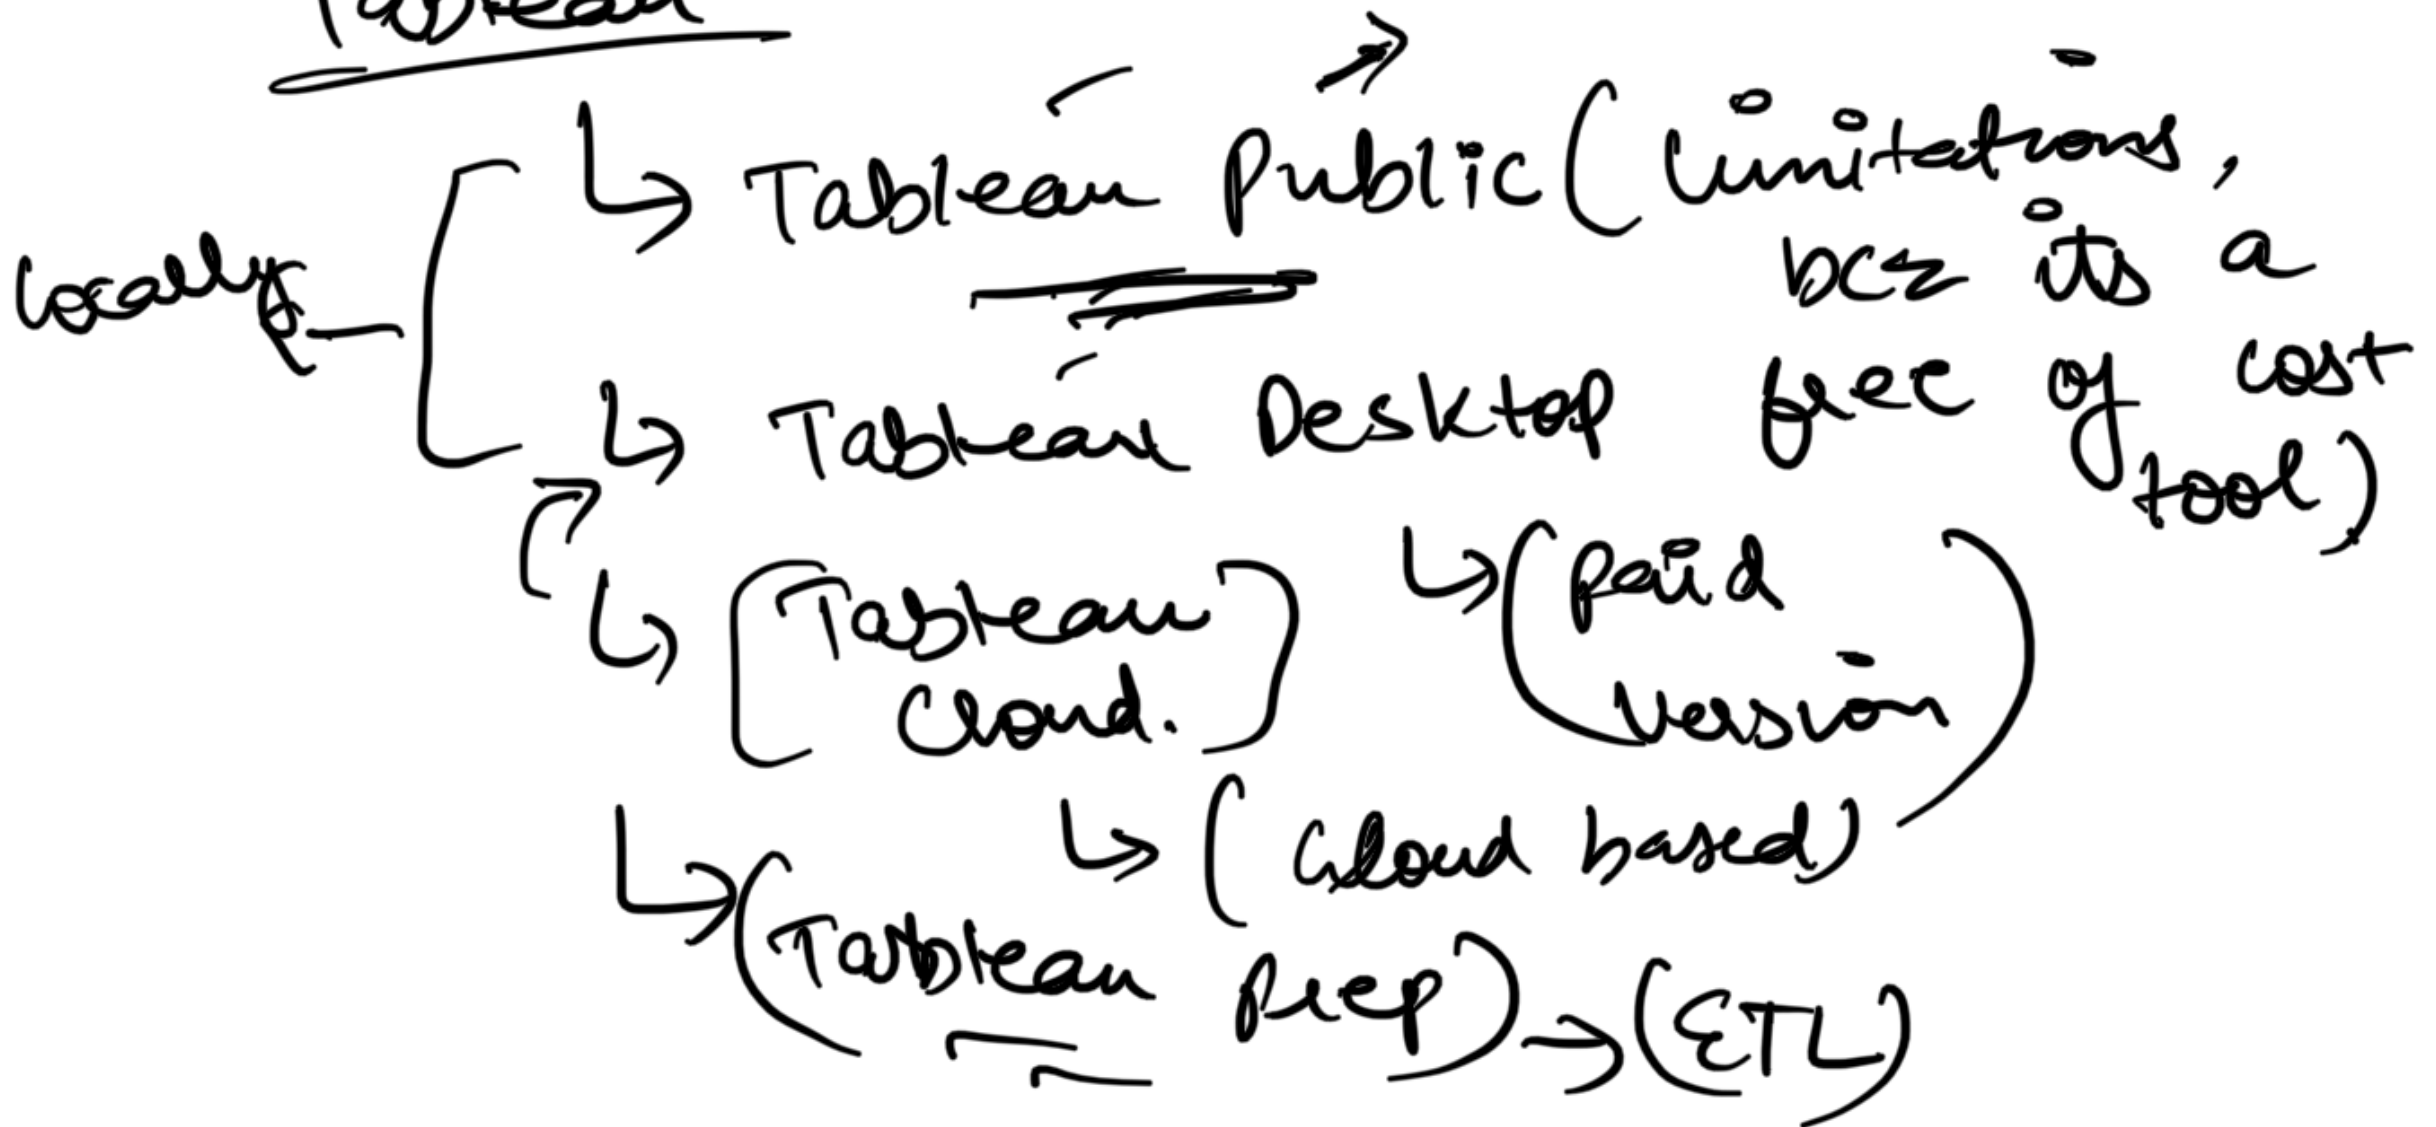 Tableau
Tableau Public (Limitations,
bcz its a
free of cost
tool)
locally
Tableau Desktop
(Paid
Version)
[Tableau
Cloud.]
(Cloud based)
(Tableau Prep) → (ETL)